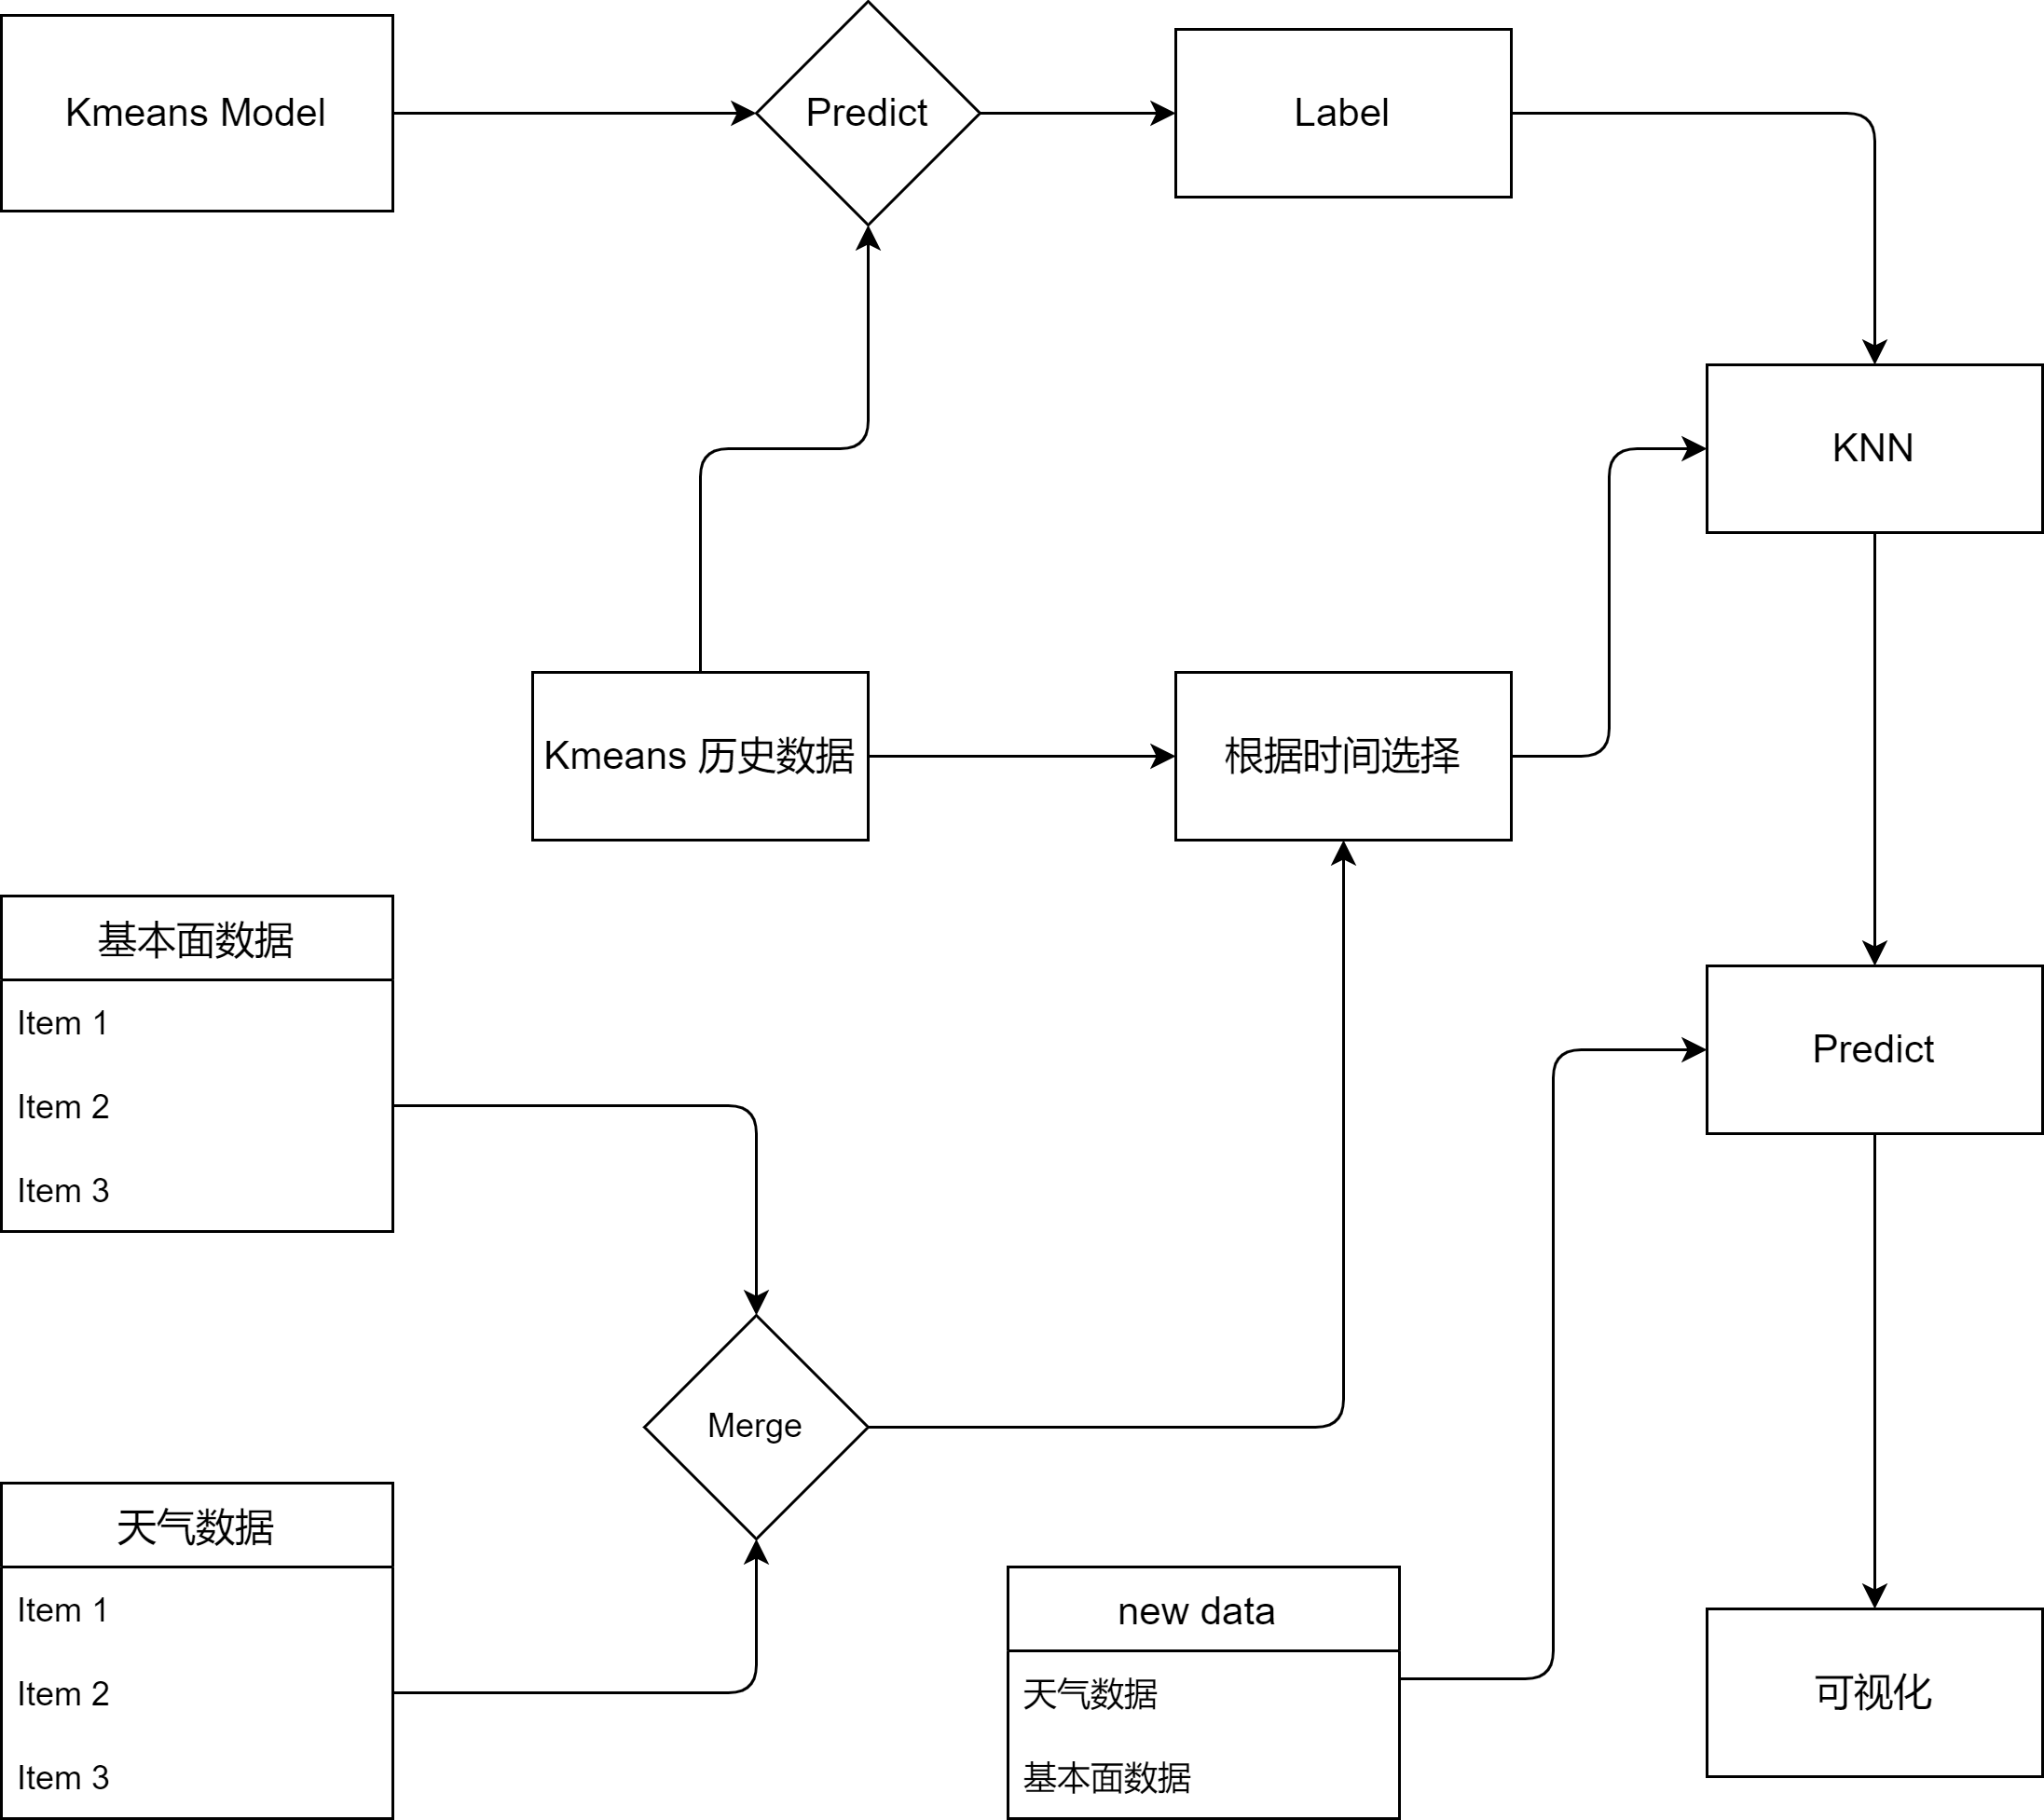 Kmeans Model
Predict
Label
KNN
Kmeans 历史数据
根据时间选择
基本面数据
Item 1
Item 2
Item 3
Predict
Merge
天气数据
Item 1
Item 2
Item 3
new data
天气数据
基本面数据
可视化